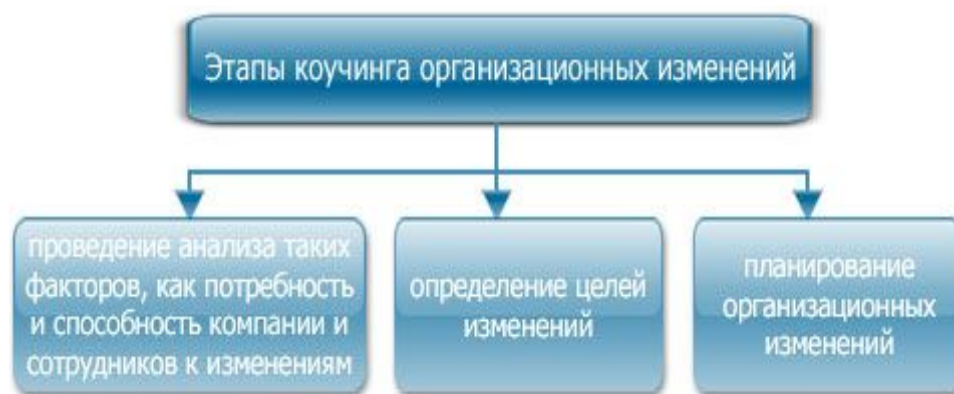 Этапы коучинга организационных изменений
проведение анализа таких
факторов, как потребность
и способность компании и
сотрудников к изменениям
определение целей
изменений
планирование
организационных
изменений